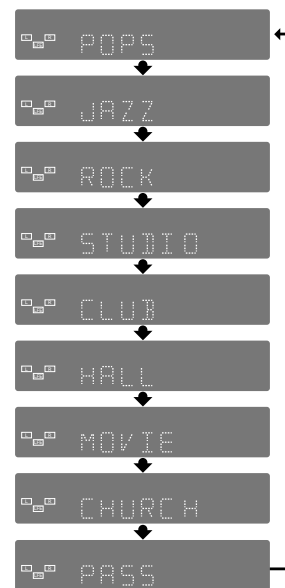 POPS
JAZZ
ROCK
STUDIO
CLUB
HALL
MOVIE
CHURCH
PASS